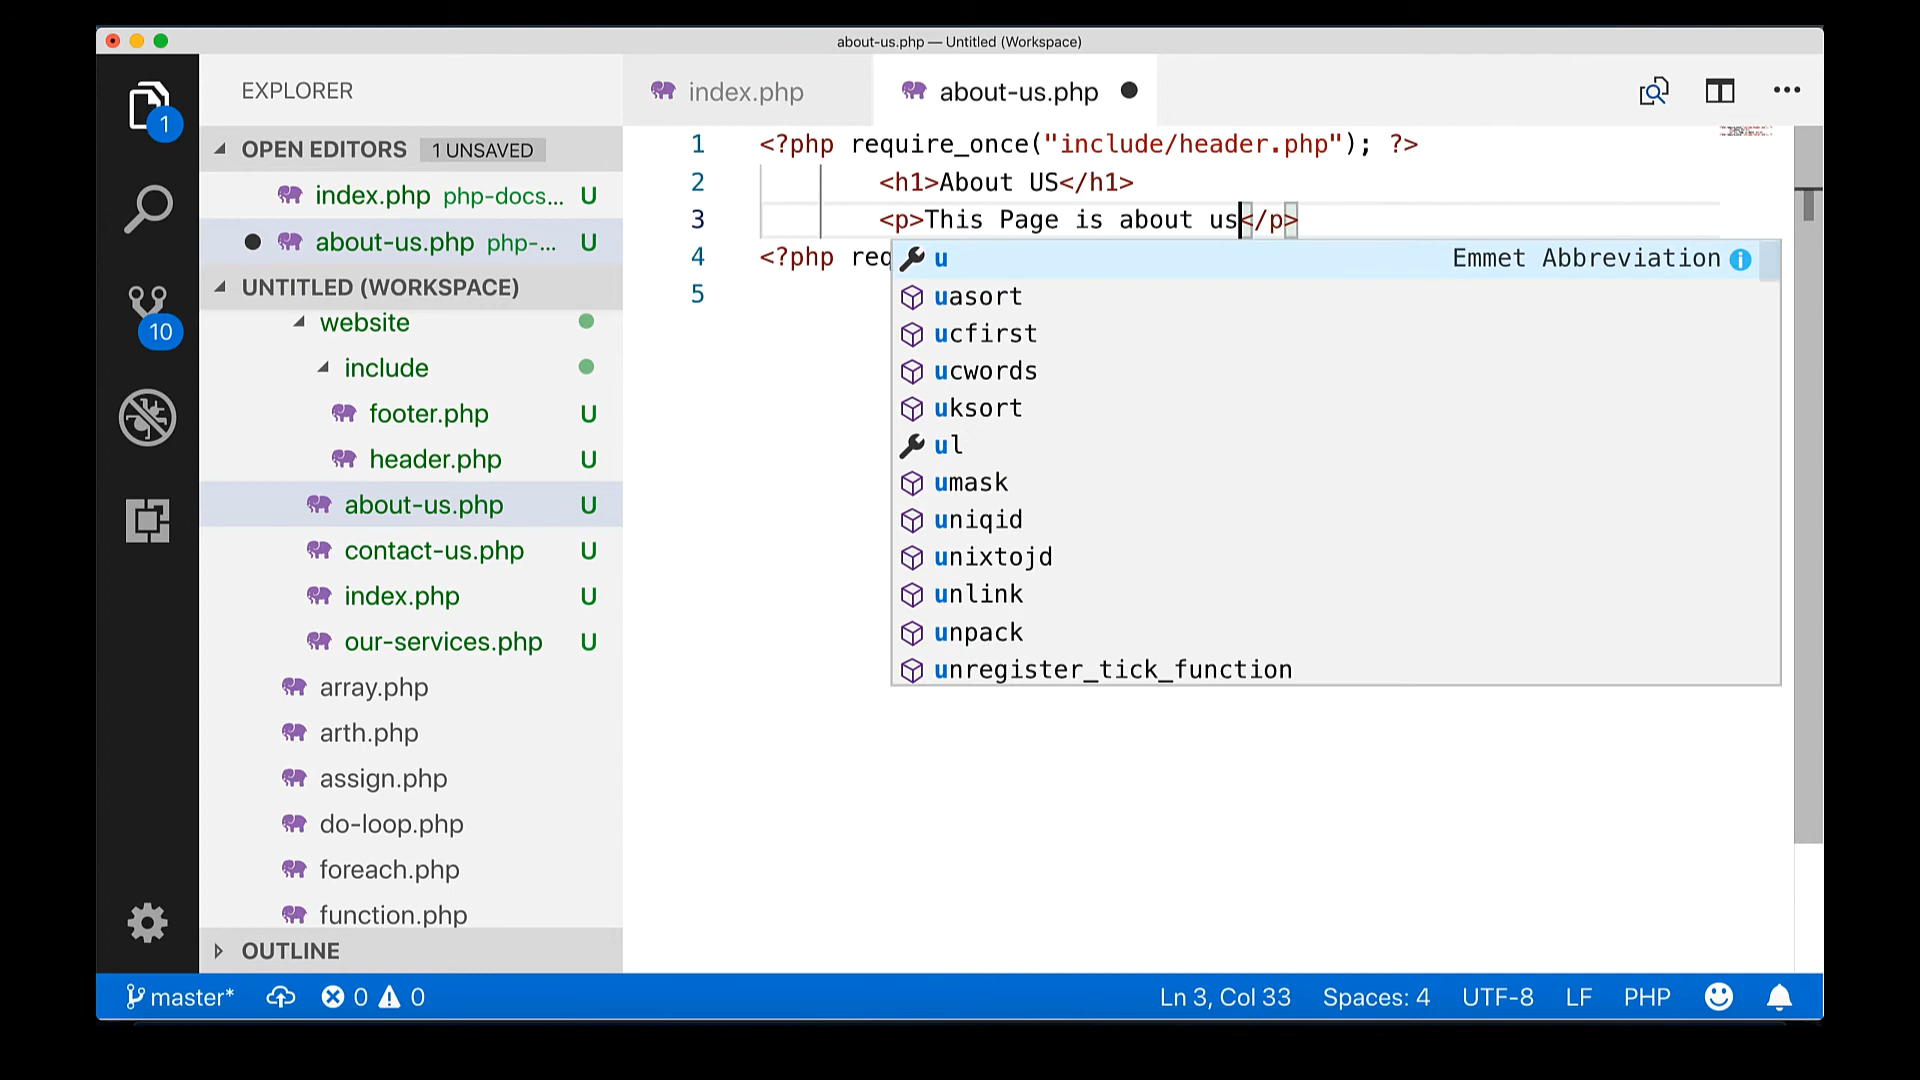 about-us.php — Untitled (Workspace)
EXPLORER
1
OPEN EDITORS 1 UNSAVED
index.php php-docs... U
about-us.php php-... U
UNTITLED (WORKSPACE)
10
website
include
footer.php U
header.php U
about-us.php U
contact-us.php U
index.php U
our-services.php U
array.php
arth.php
assign.php
do-loop.php
foreach.php
function.php
OUTLINE
index.php
about-us.php
1 <?php require_once("include/header.php"); ?>
2 <h1>About US</h1>
3 <p>This Page is about us</p>
4 <?php req
5
u Emmet Abbreviation
uasort
ucfirst
ucwords
uksort
ul
umask
uniqid
unixtojd
unlink
unpack
unregister_tick_function
master* 0 0 Ln 3, Col 33 Spaces: 4 UTF-8 LF PHP